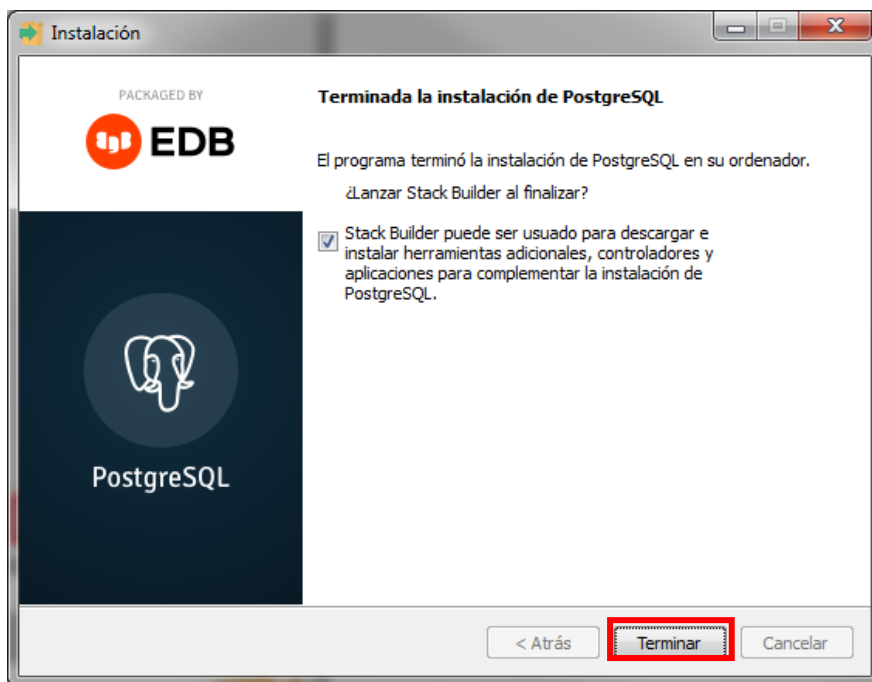 Instalación
PACKAGED BY
EDB
PostgreSQL
Terminada la instalación de PostgreSQL
El programa terminó la instalación de PostgreSQL en su ordenador.
¿Lanzar Stack Builder al finalizar?
Stack Builder puede ser usado para descargar e
instalar herramientas adicionales, controladores y
aplicaciones para complementar la instalación de
PostgreSQL.
< Atrás
Terminar
Cancelar